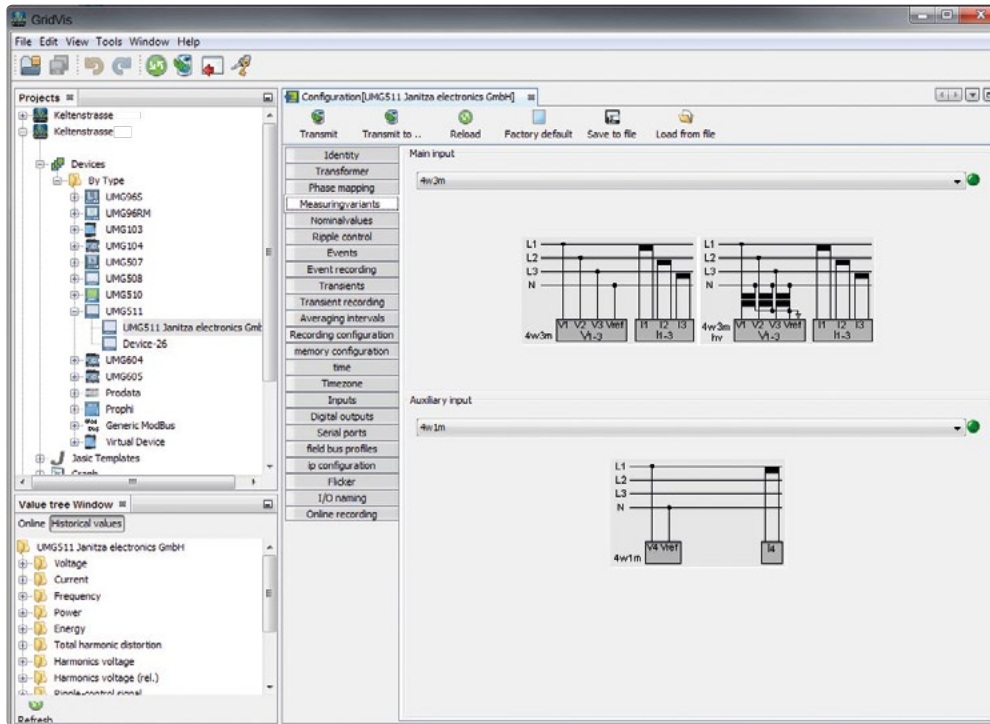 GridVis
File Edit View Tools Window Help
Projects
Keltenstrasse
Keltenstrasse
Devices
By Type
UMG96S
UMG96RM
UMG103
UMG104
UMG507
UMG508
UMG510
UMG511
UMG511 Janitza electronics Gmb
Device-26
UMG604
UMG605
Prodata
Prophi
Generic ModBus
Virtual Device
Jasic Templates
Graph
Value tree Window
Online Historical values
UMG511 Janitza electronics GmbH
Voltage
Current
Frequency
Power
Energy
Total harmonic distortion
Harmonics voltage
Harmonics voltage (rel.)
Ripple-control signal
Refresh
Configuration[UMG511 Janitza electronics GmbH]
Transmit Transmit to .. Reload Factory default Save to file Load from file
Identity
Transformer
Phase mapping
Measuringvariants
Nominalvalues
Ripple control
Events
Event recording
Transients
Transient recording
Averaging intervals
Recording configuration
memory configuration
time
Timezone
Inputs
Digital outputs
Serial ports
field bus profiles
ip configuration
Flicker
I/O naming
Online recording
Main input
4w3m
L1 L1
L2 L2
L3 L3
N N
V1 V2 V3 Vref I1 I2 I3 V1 V2 V3 Vref I1 I2 I3
4w3m V1-3 I1-3 4w3m hv V1-3 I1-3
Auxiliary input
4w1m
L1
L2
L3
N
V4 Vref I4
4w1m